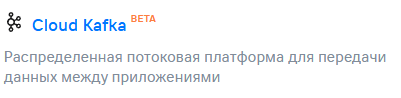 Cloud Kafka BETA
Распределенная потоковая платформа для передачи
данных между приложениями